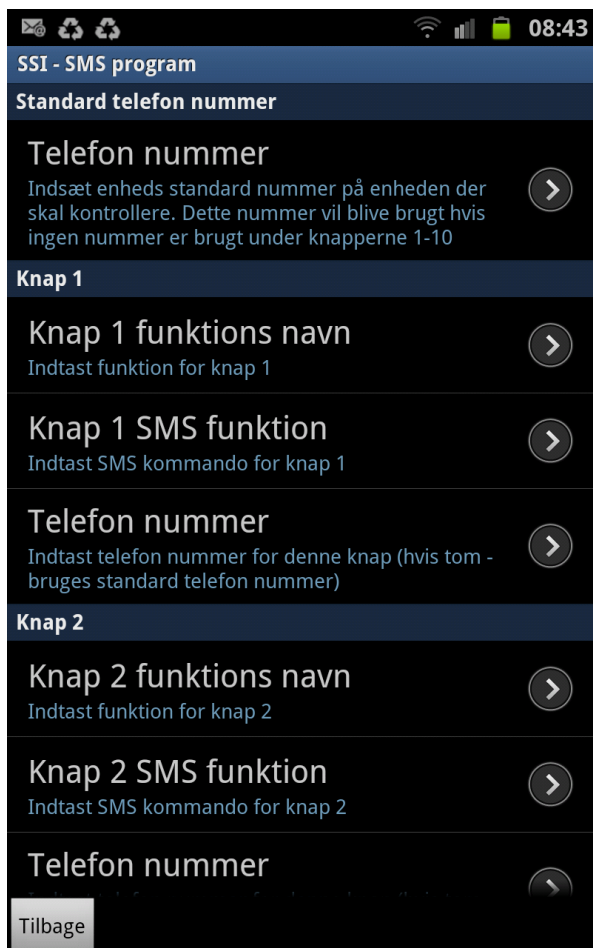 08:43
SSI - SMS program
Standard telefon nummer
Telefon nummer
Indsæt enheds standard nummer på enheden der
skal kontrollere. Dette nummer vil blive brugt hvis
ingen nummer er brugt under knapperne 1-10
Knap 1
Knap 1 funktions navn
Indtast funktion for knap 1
Knap 1 SMS funktion
Indtast SMS kommando for knap 1
Telefon nummer
Indtast telefon nummer for denne knap (hvis tom -
bruges standard telefon nummer)
Knap 2
Knap 2 funktions navn
Indtast funktion for knap 2
Knap 2 SMS funktion
Indtast SMS kommando for knap 2
Telefon nummer
Tilbage